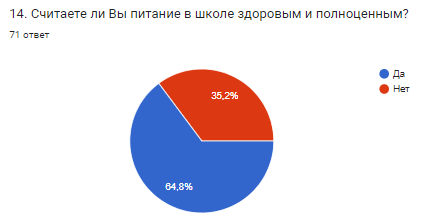 14. Считаете ли Вы питание в школе здоровым и полноценным?
71 ответ
Да
Нет
35,2%
64,8%